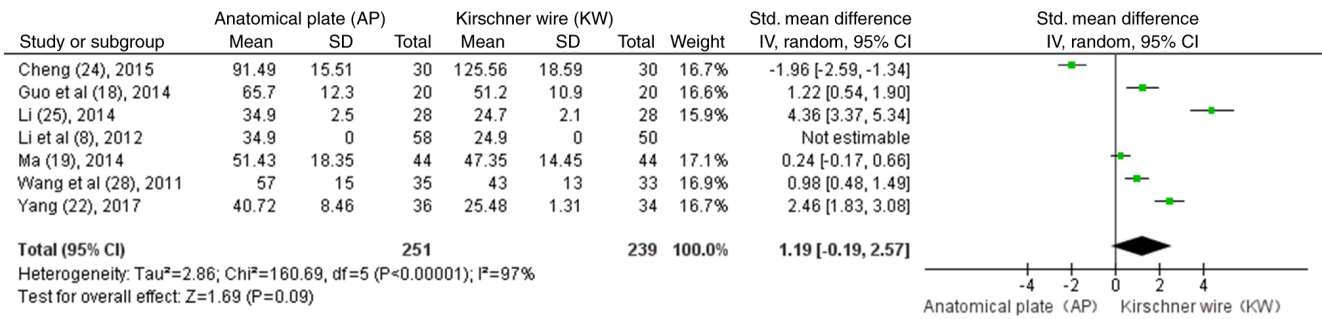 Anatomical plate (AP) Kirschner wire (KW) Std. mean difference Std. mean difference
Study or subgroup Mean SD Total Mean SD Total Weight IV, random, 95% CI IV, random, 95% CI
Cheng (24), 2015 91.49 15.51 30 125.56 18.59 30 16.7% -1.96 [-2.59, -1.34]
Guo et al (18), 2014 65.7 12.3 20 51.2 10.9 20 16.6% 1.22 [0.54, 1.90]
Li (25), 2014 34.9 2.5 28 24.7 2.1 28 15.9% 4.36 [3.37, 5.34]
Li et al (8), 2012 34.9 0 58 24.9 0 50 Not estimable
Ma (19), 2014 51.43 18.35 44 47.35 14.45 44 17.1% 0.24 [-0.17, 0.66]
Wang et al (28), 2011 57 15 35 43 13 33 16.9% 0.98 [0.48, 1.49]
Yang (22), 2017 40.72 8.46 36 25.48 1.31 34 16.7% 2.46 [1.83, 3.08]
Total (95% CI) 251 239 100.0% 1.19 [-0.19, 2.57]
Heterogeneity: Tau²=2.86; Chi²=160.69, df=5 (P<0.00001); I²=97%
Test for overall effect: Z=1.69 (P=0.09)
-4 -2 0 2 4
Anatomical plate (AP) Kirschner wire (KW)